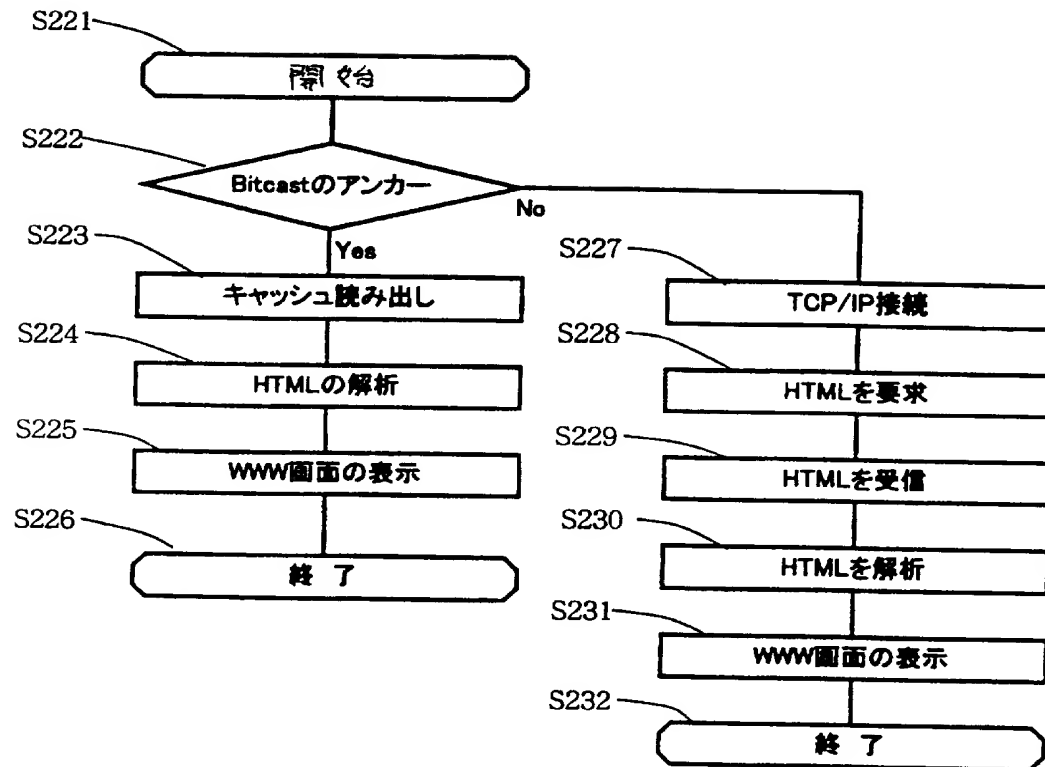 S221
開始
S222
Bitcastのアンカー
No
Yes
S223
キャッシュ読み出し
S224
HTMLの解析
S225
WWW画面の表示
S226
終了
S227
TCP/IP接続
S228
HTMLを要求
S229
HTMLを受信
S230
HTMLを解析
S231
WWW画面の表示
S232
終了